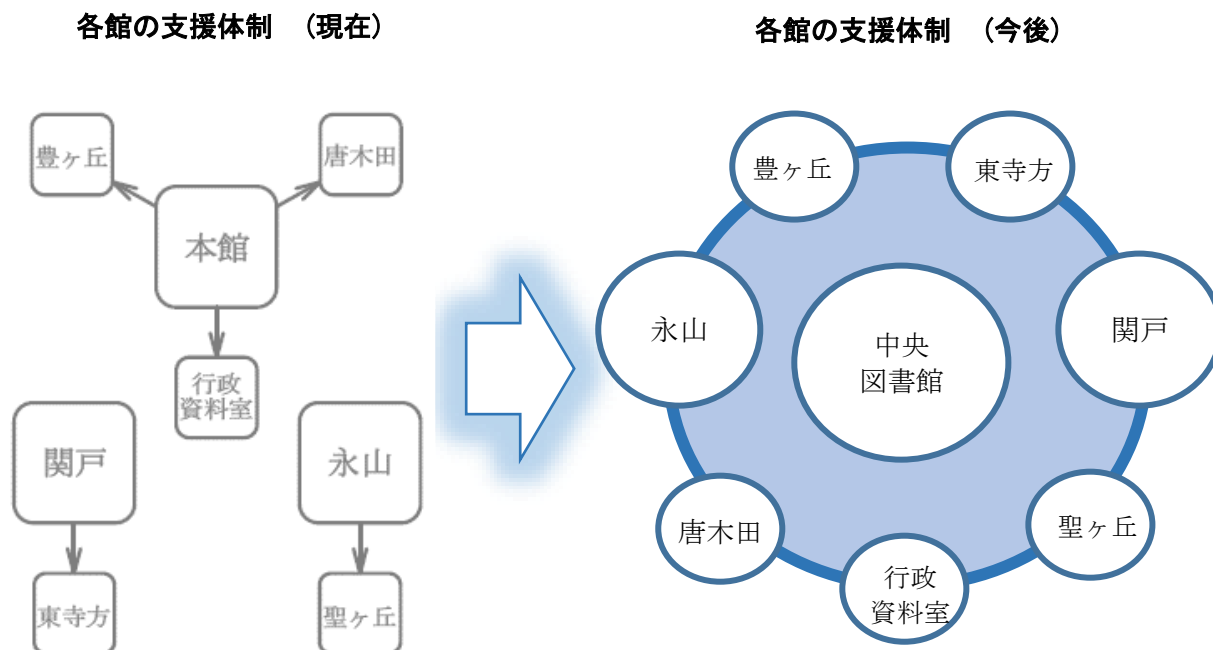 各館の支援体制　（現在）
豊ヶ丘
唐木田
本館
行政
資料室
関戸
永山
東寺方
聖ヶ丘
各館の支援体制　（今後）
豊ヶ丘
東寺方
永山
中央
図書館
関戸
唐木田
聖ヶ丘
行政
資料室